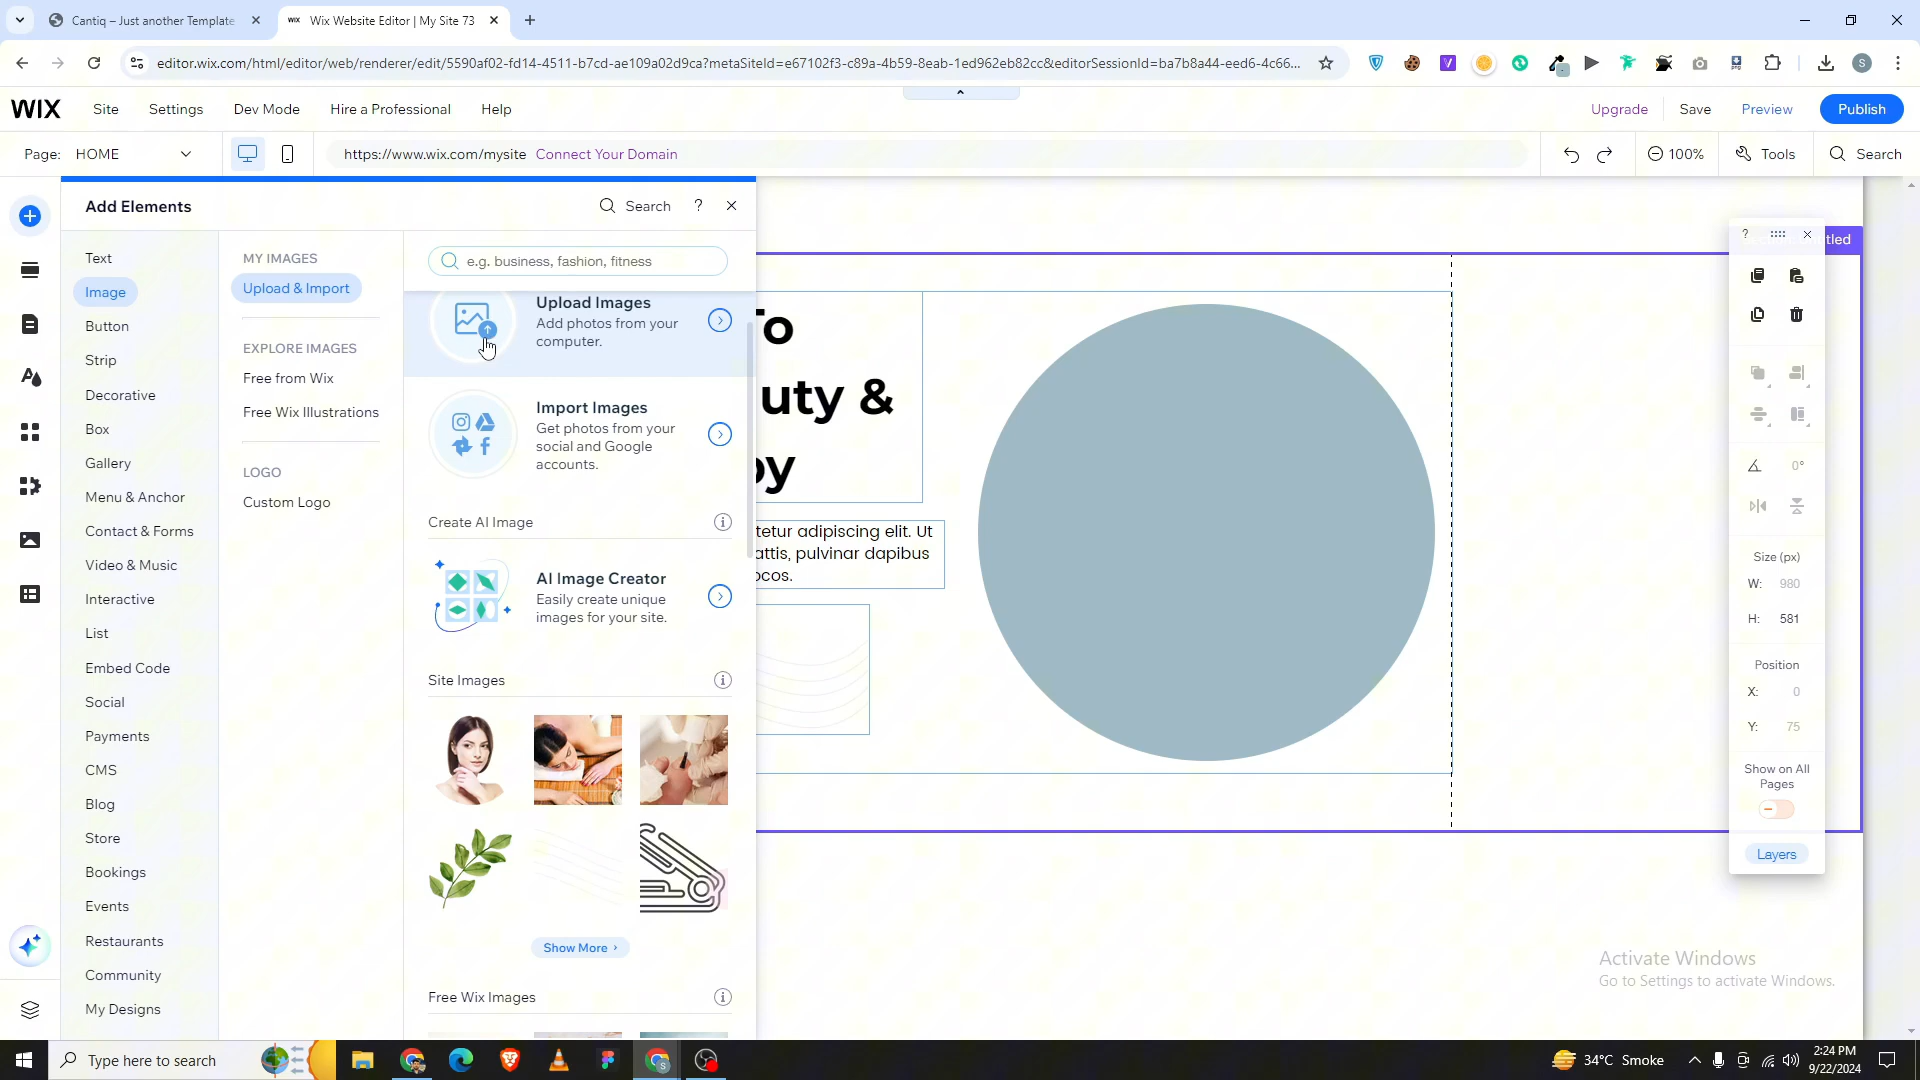 Cantiq – Just another Template
Wix Website Editor | My Site 73
editor.wix.com/html/editor/web/renderer/edit/5590af02-fd14-4511-b7cd-ae109a02d9ca?metaSiteId=e67102f3-c89a-4b59-8eab-1ed962eb82cc&editorSessionId=ba7b8a44-eed6-4c66...
WIX Site Settings Dev Mode Hire a Professional Help Upgrade Save Preview Publish
Page: HOME https://www.wix.com/mysite Connect Your Domain 100% Tools Search
Add Elements Search ?
Text
Image
Button
Strip
Decorative
Box
Gallery
Menu & Anchor
Contact & Forms
Video & Music
Interactive
List
Embed Code
Social
Payments
CMS
Blog
Store
Bookings
Events
Restaurants
Community
My Designs
MY IMAGES
Upload & Import
EXPLORE IMAGES
Free from Wix
Free Wix Illustrations
LOGO
Custom Logo
e.g. business, fashion, fitness
Upload Images
Add photos from your
computer.
Import Images
Get photos from your
social and Google
accounts.
Create AI Image
AI Image Creator
Easily create unique
images for your site.
Site Images
Show More ›
Free Wix Images
To
uty &
py
tetur adipiscing elit. Ut
attis, pulvinar dapibus
ocos.
?
tled
0°
Size (px)
W: 980
H: 581
Position
X: 0
Y: 75
Show on All
Pages
Layers
Activate Windows
Go to Settings to activate Windows.
Type here to search
34°C Smoke
2:24 PM
9/22/2024